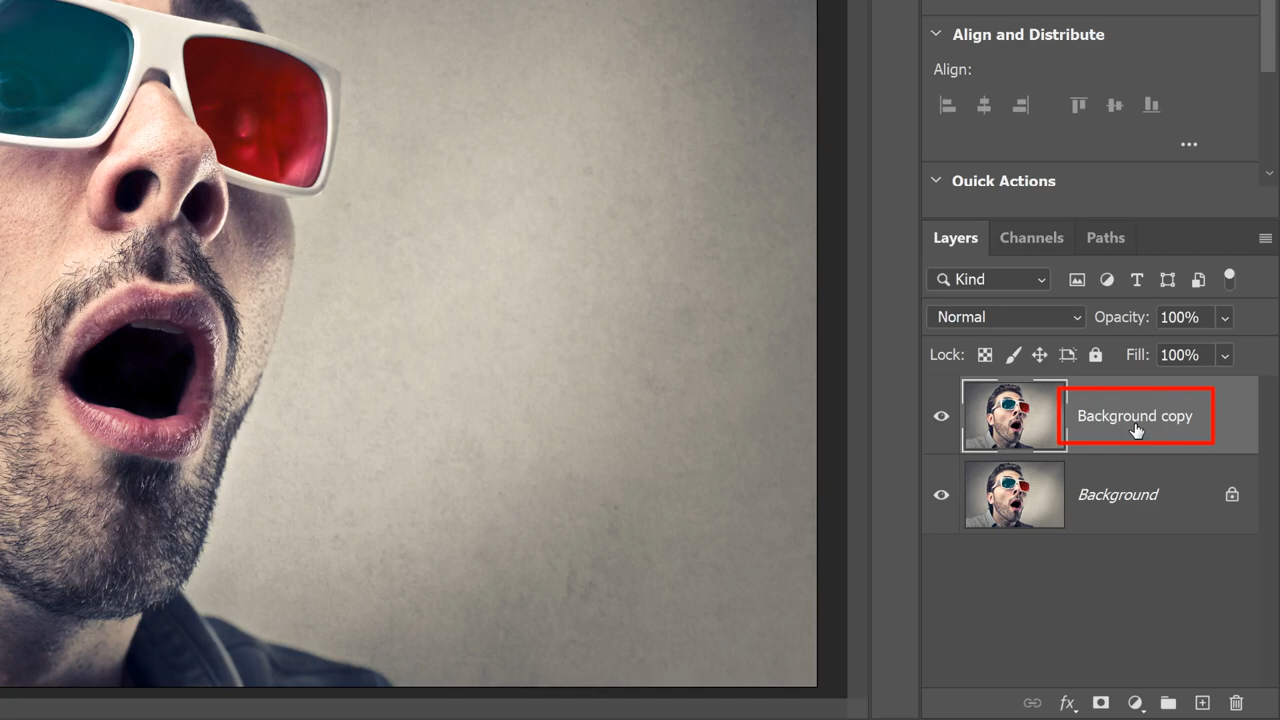 Align and Distribute
Align:
Quick Actions
Layers Channels Paths
Kind
Normal Opacity: 100%
Lock: Fill: 100%
Background copy
Background
fx